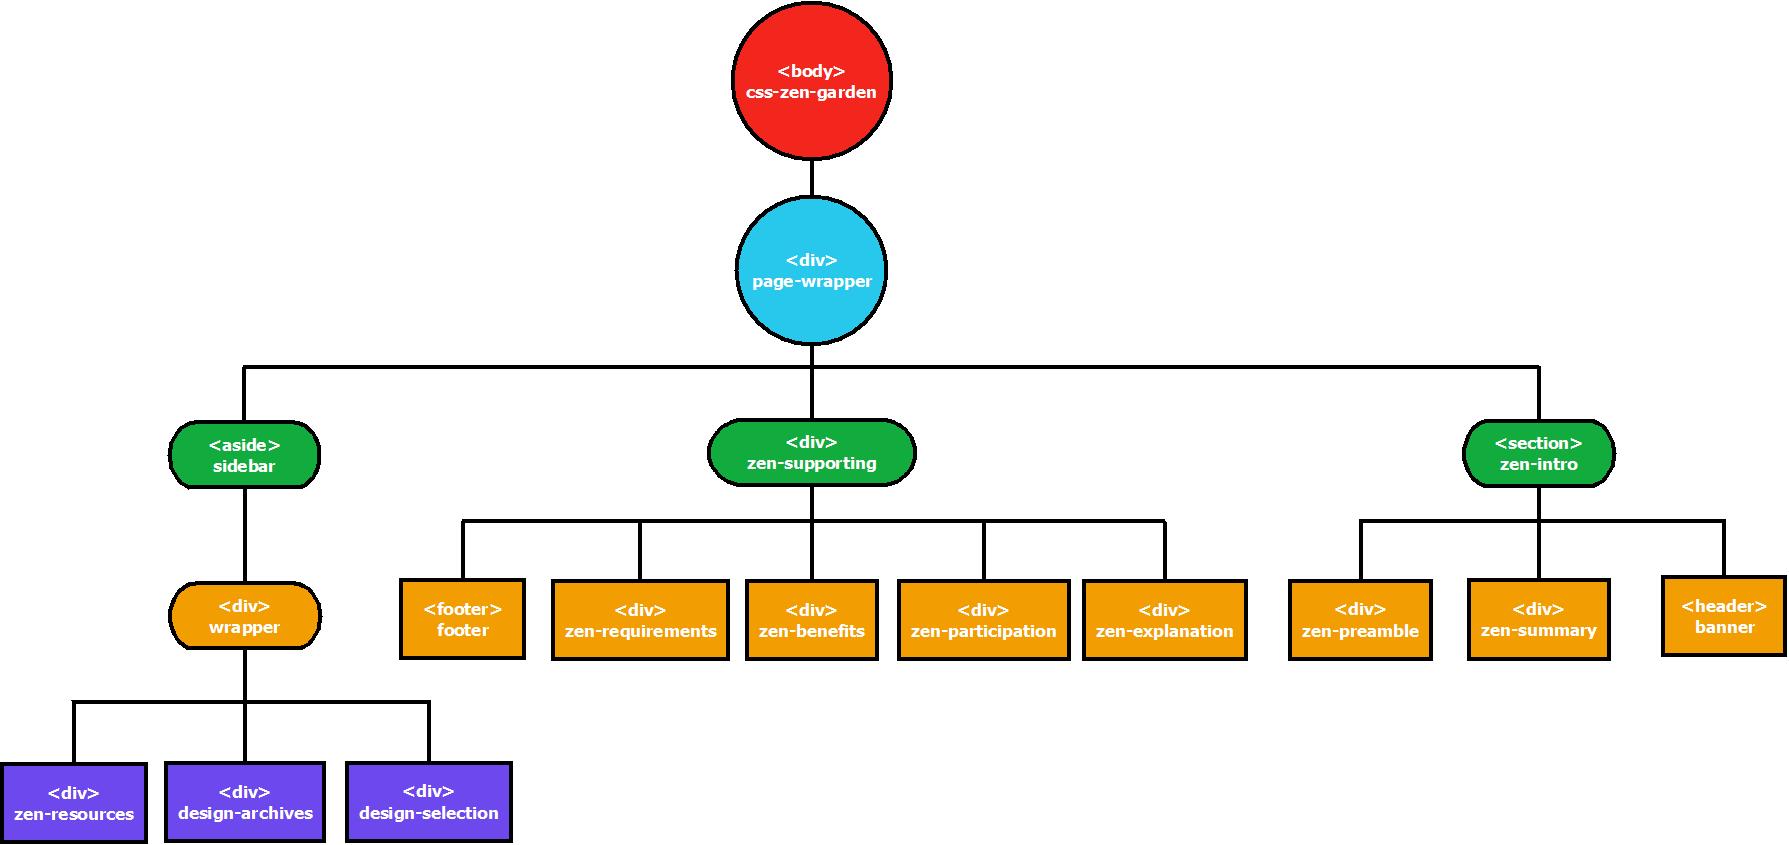 <body>
css-zen-garden
<div>
page-wrapper
<aside>
sidebar
<div>
zen-supporting
<section>
zen-intro
<div>
wrapper
<footer>
footer
<div>
zen-requirements
<div>
zen-benefits
<div>
zen-participation
<div>
zen-explanation
<div>
zen-preamble
<div>
zen-summary
<header>
banner
<div>
zen-resources
<div>
design-archives
<div>
design-selection